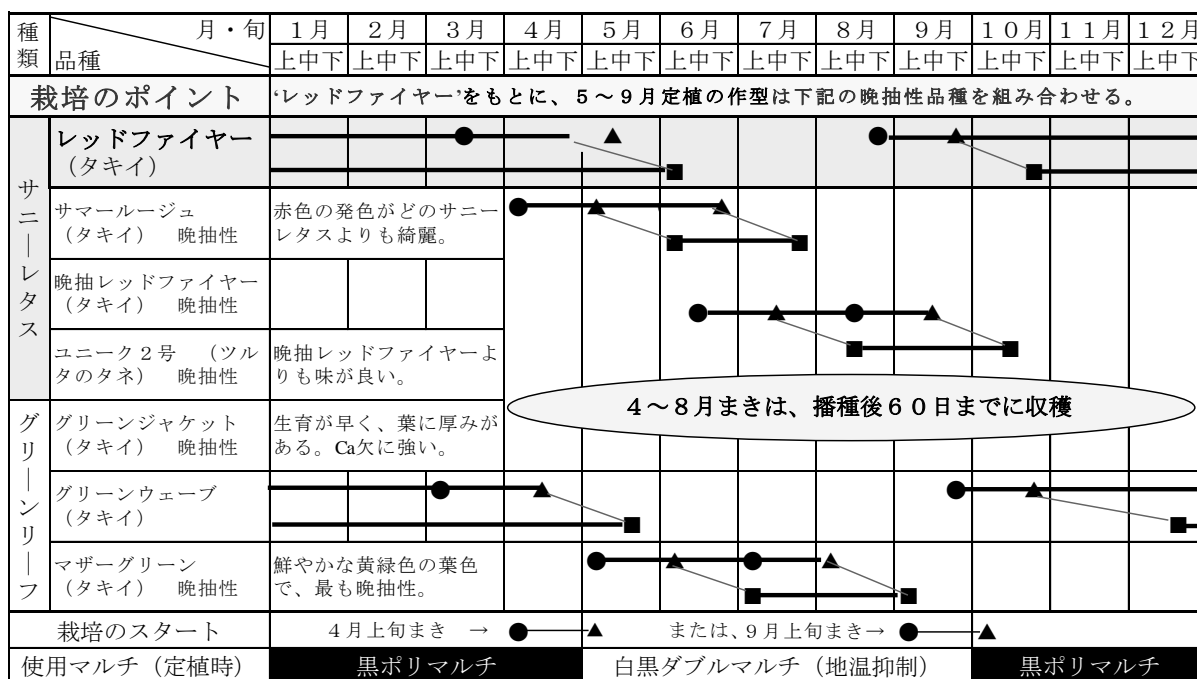 種類
月・旬
品種
１月 ２月 ３月 ４月 ５月 ６月 ７月 ８月 ９月 １０月 １１月 １２月
上中下 上中下 上中下 上中下 上中下 上中下 上中下 上中下 上中下 上中下 上中下 上中下
栽培のポイント
‘レッドファイヤー’をもとに、５～９月定植の作型は下記の晩抽性品種を組み合わせる。
サニーレタス
レッドファイヤー
（タキイ）
サマールージュ
（タキイ） 晩抽性
赤色の発色がどのサニー
レタスよりも綺麗。
晩抽レッドファイヤー
（タキイ） 晩抽性
ユニーク２号 （ツル
タのタネ） 晩抽性
晩抽レッドファイヤーよ
りも味が良い。
４～８月まきは、播種後６０日までに収穫
グリーンリーフ
グリーンジャケット
（タキイ） 晩抽性
生育が早く、葉に厚みが
ある。Ca欠に強い。
グリーンウェーブ
（タキイ）
マザーグリーン
（タキイ） 晩抽性
鮮やかな黄緑色の葉色
で、最も晩抽性。
栽培のスタート
４月上旬まき →
または、９月上旬まき→
使用マルチ（定植時）
黒ポリマルチ
白黒ダブルマルチ（地温抑制）
黒ポリマルチ